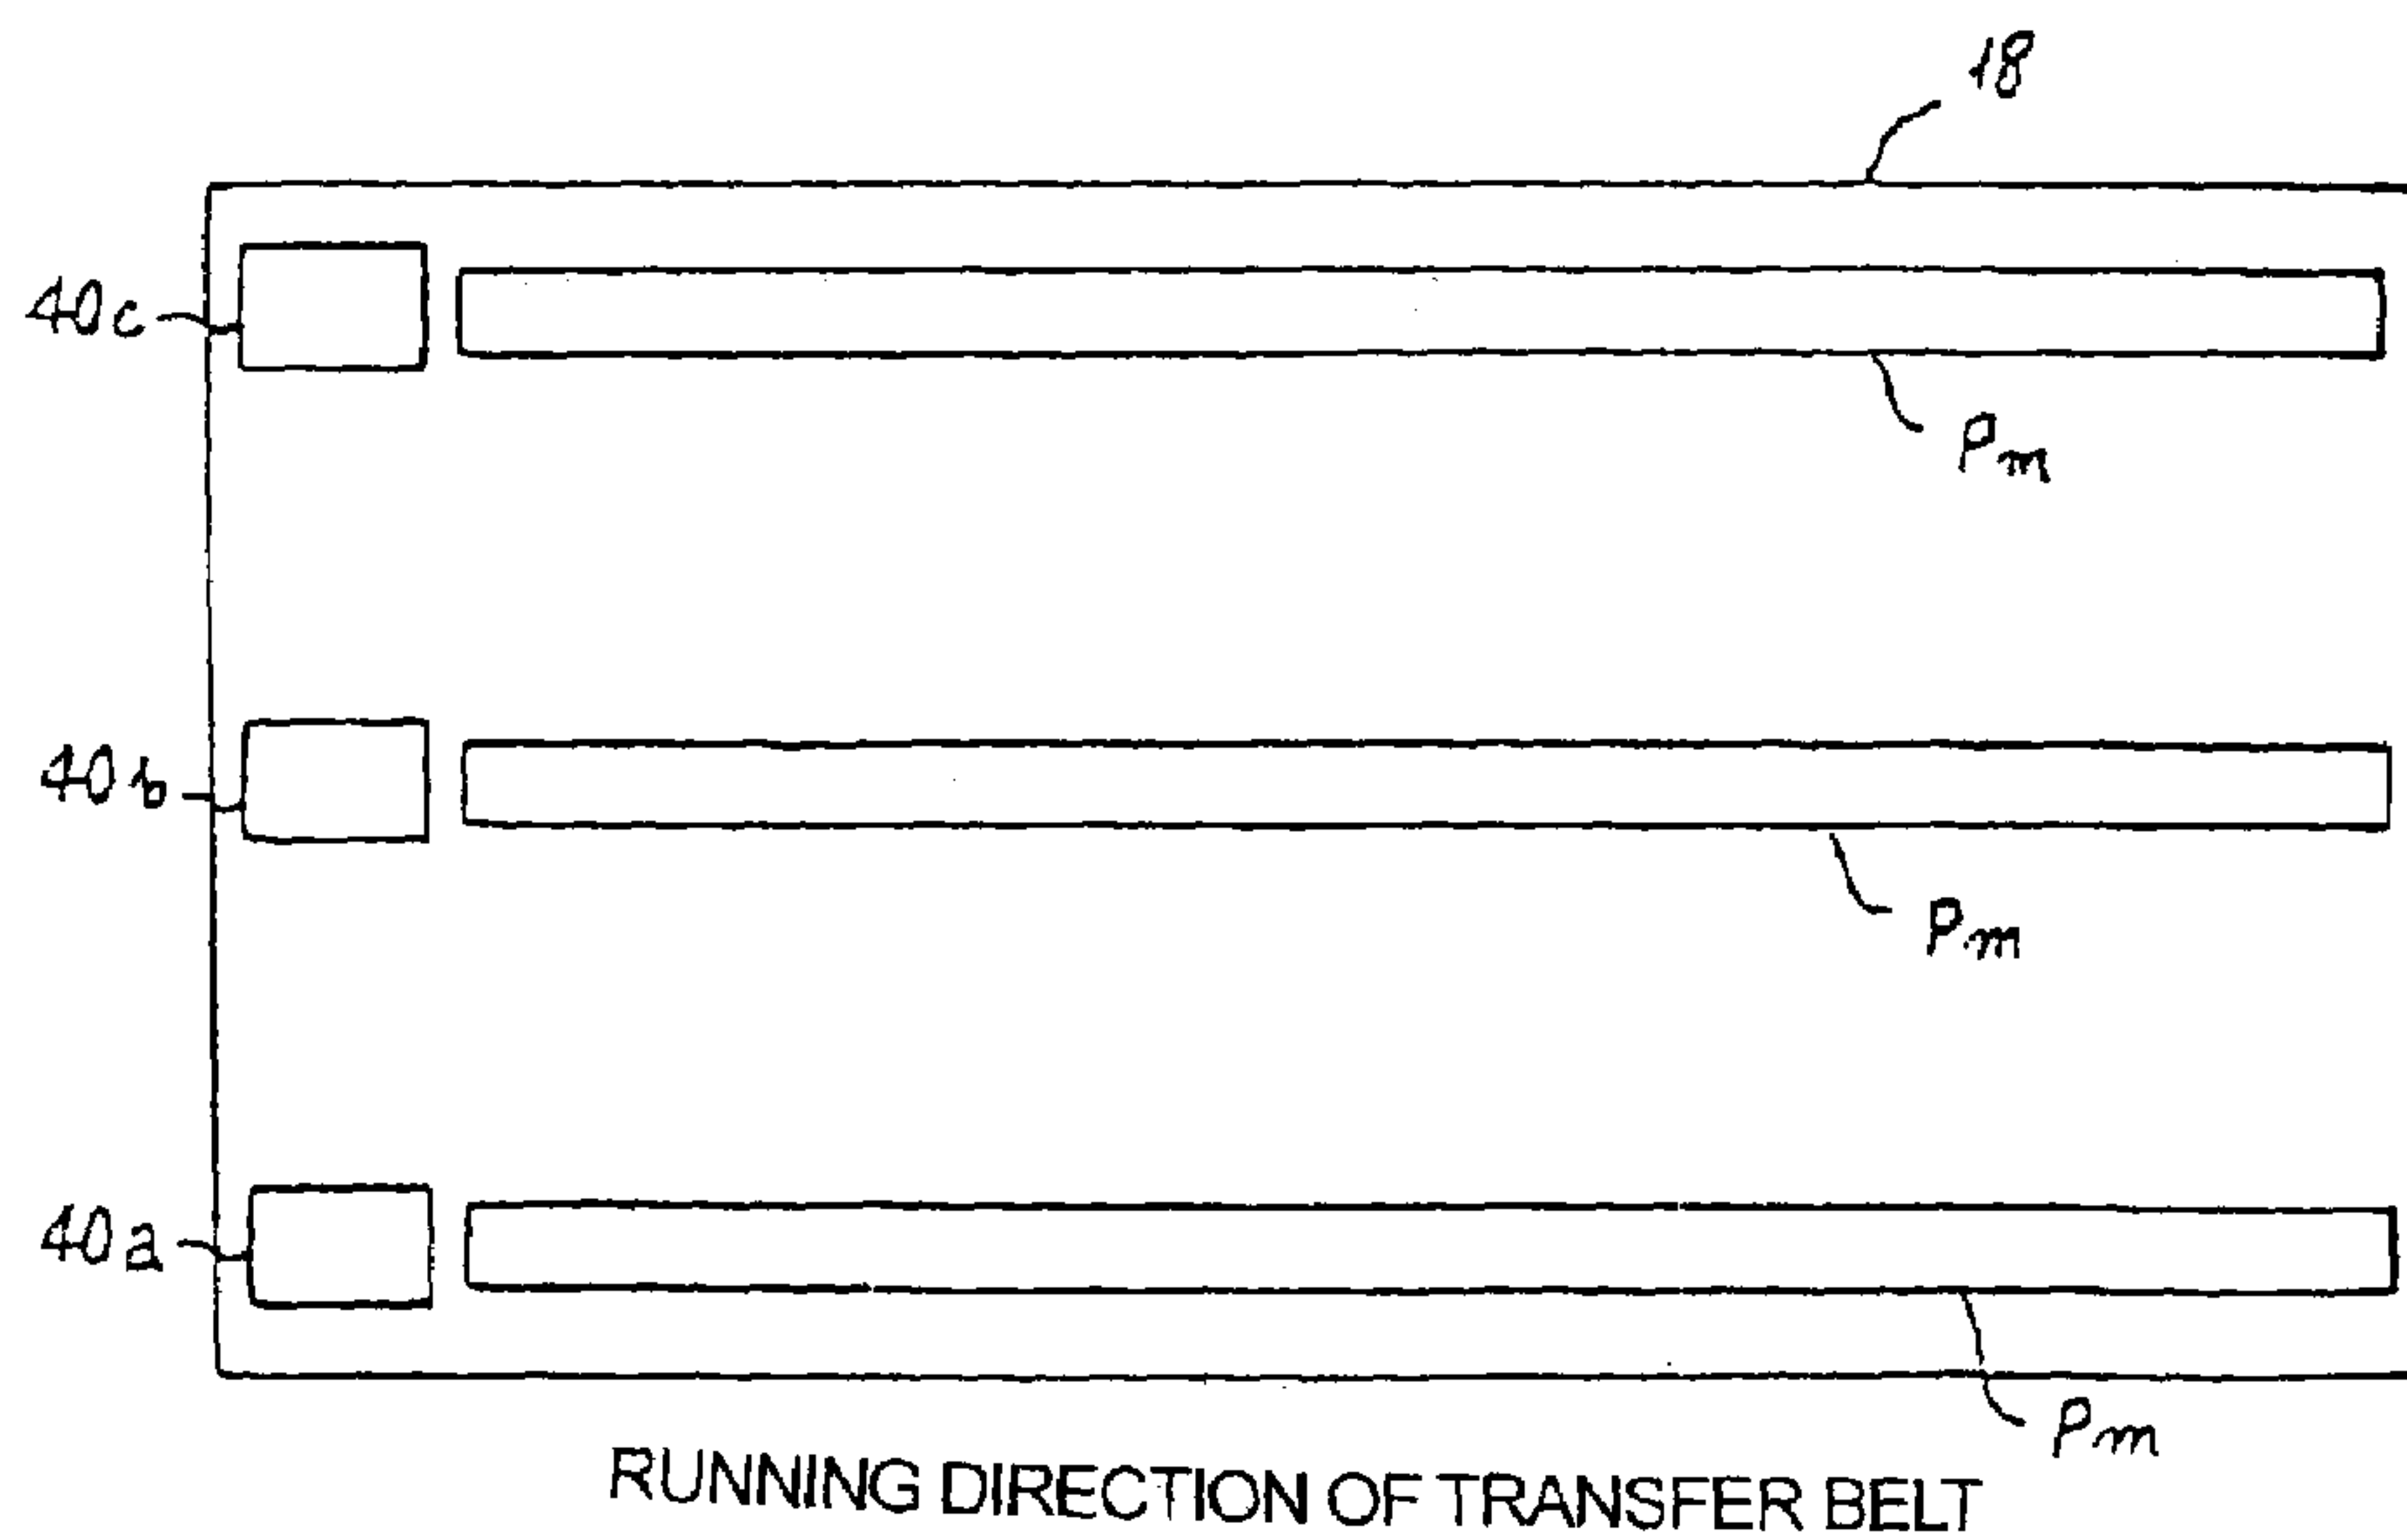 18
40c
Pm
40b
Pm
40a
Pm
RUNNING DIRECTION OF TRANSFER BELT